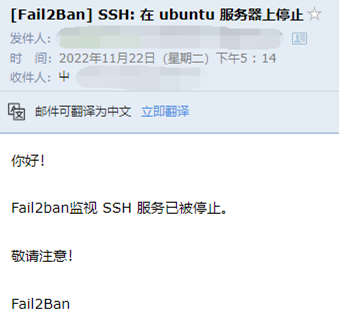 [Fail2Ban] SSH: 在 ubuntu 服务器上停止
发件人:
时 间: 2022年11月22日 (星期二) 下午5:14
收件人:
邮件可翻译为中文 立即翻译
你好!
Fail2ban监视 SSH 服务已被停止。
敬请注意!
Fail2Ban